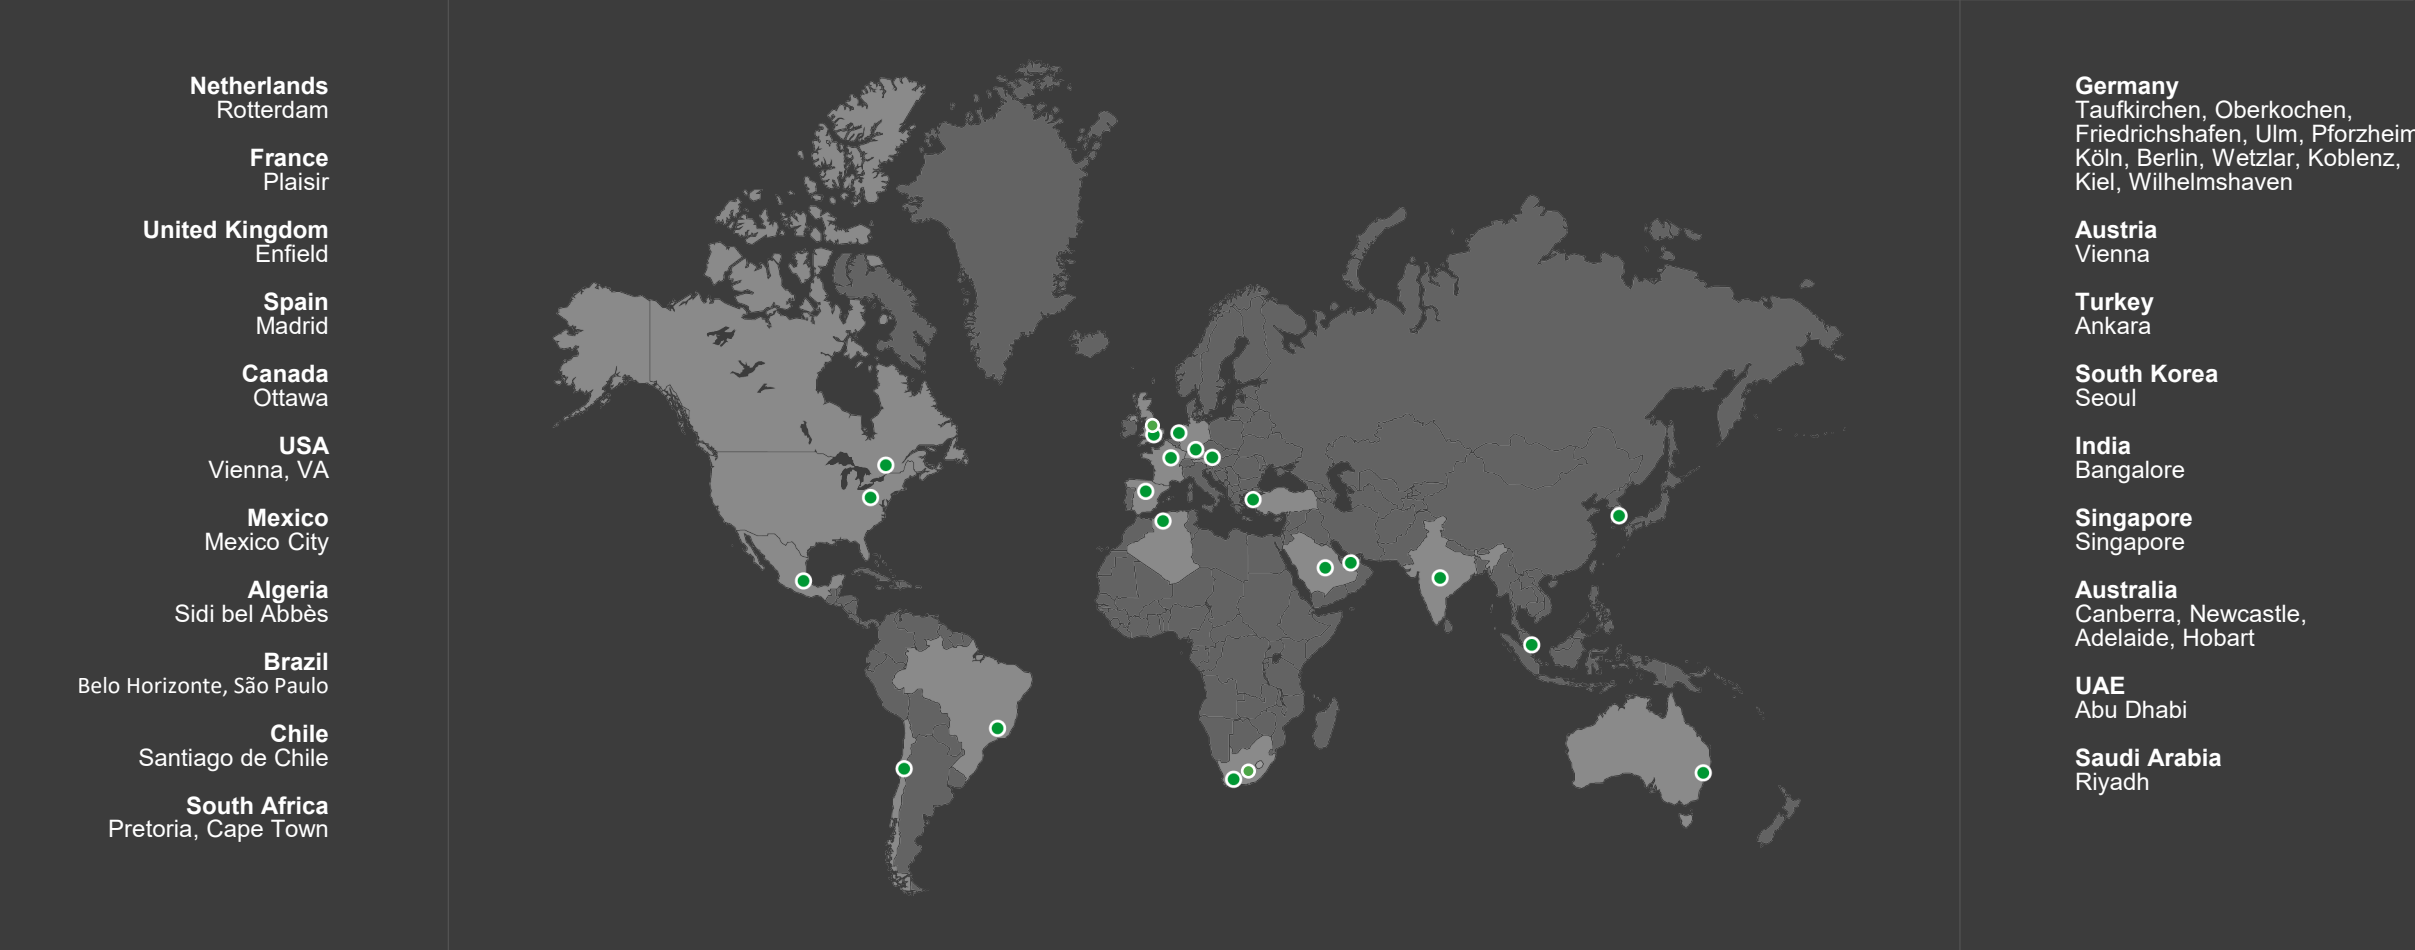 Netherlands
Rotterdam
France
Plaisir
United Kingdom
Enfield
Spain
Madrid
Canada
Ottawa
USA
Vienna, VA
Mexico
Mexico City
Algeria
Sidi bel Abbès
Brazil
Belo Horizonte, São Paulo
Chile
Santiago de Chile
South Africa
Pretoria, Cape Town
Germany
Taufkirchen, Oberkochen,
Friedrichshafen, Ulm, Pforzheim
Köln, Berlin, Wetzlar, Koblenz,
Kiel, Wilhelmshaven
Austria
Vienna
Turkey
Ankara
South Korea
Seoul
India
Bangalore
Singapore
Singapore
Australia
Canberra, Newcastle,
Adelaide, Hobart
UAE
Abu Dhabi
Saudi Arabia
Riyadh